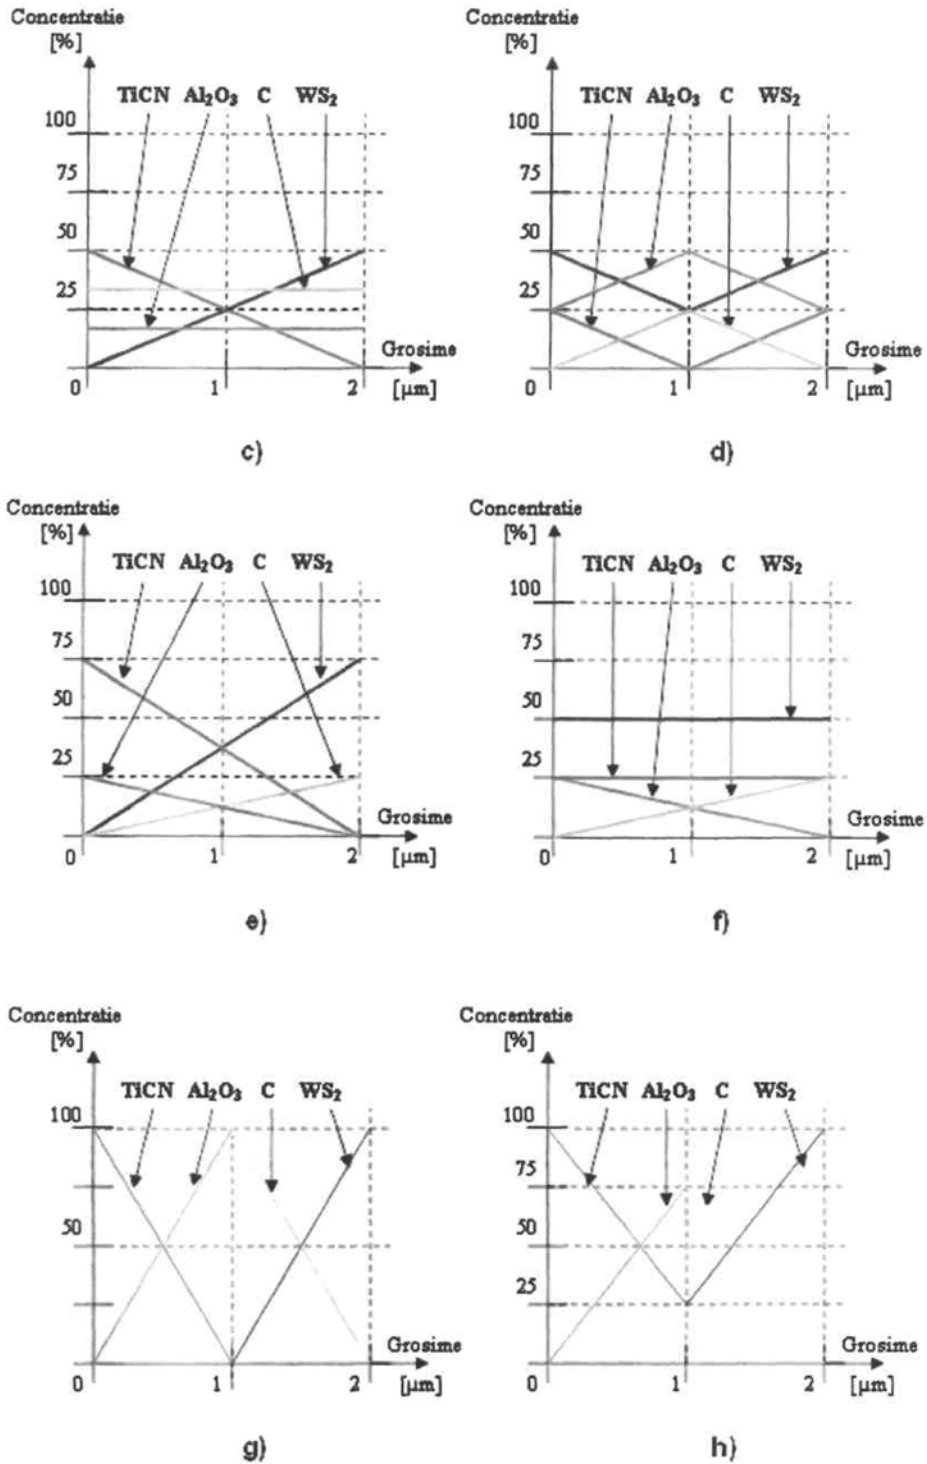 Concentratie
[%]
TiCN Al₂O₃ C WS₂
100
75
50
25
0 1 2
Grosime
[μm]
c)
Concentratie
[%]
TiCN Al₂O₃ C WS₂
100
75
50
25
0 1 2
Grosime
[μm]
d)
Concentratie
[%]
TiCN Al₂O₃ C WS₂
100
75
50
25
0 1 2
Grosime
[μm]
e)
Concentratie
[%]
TiCN Al₂O₃ C WS₂
100
75
50
25
0 1 2
Grosime
[μm]
f)
Concentratie
[%]
TiCN Al₂O₃ C WS₂
100
50
0 1 2
Grosime
[μm]
g)
Concentratie
[%]
TiCN Al₂O₃ C WS₂
100
75
50
25
0 1 2
Grosime
[μm]
h)